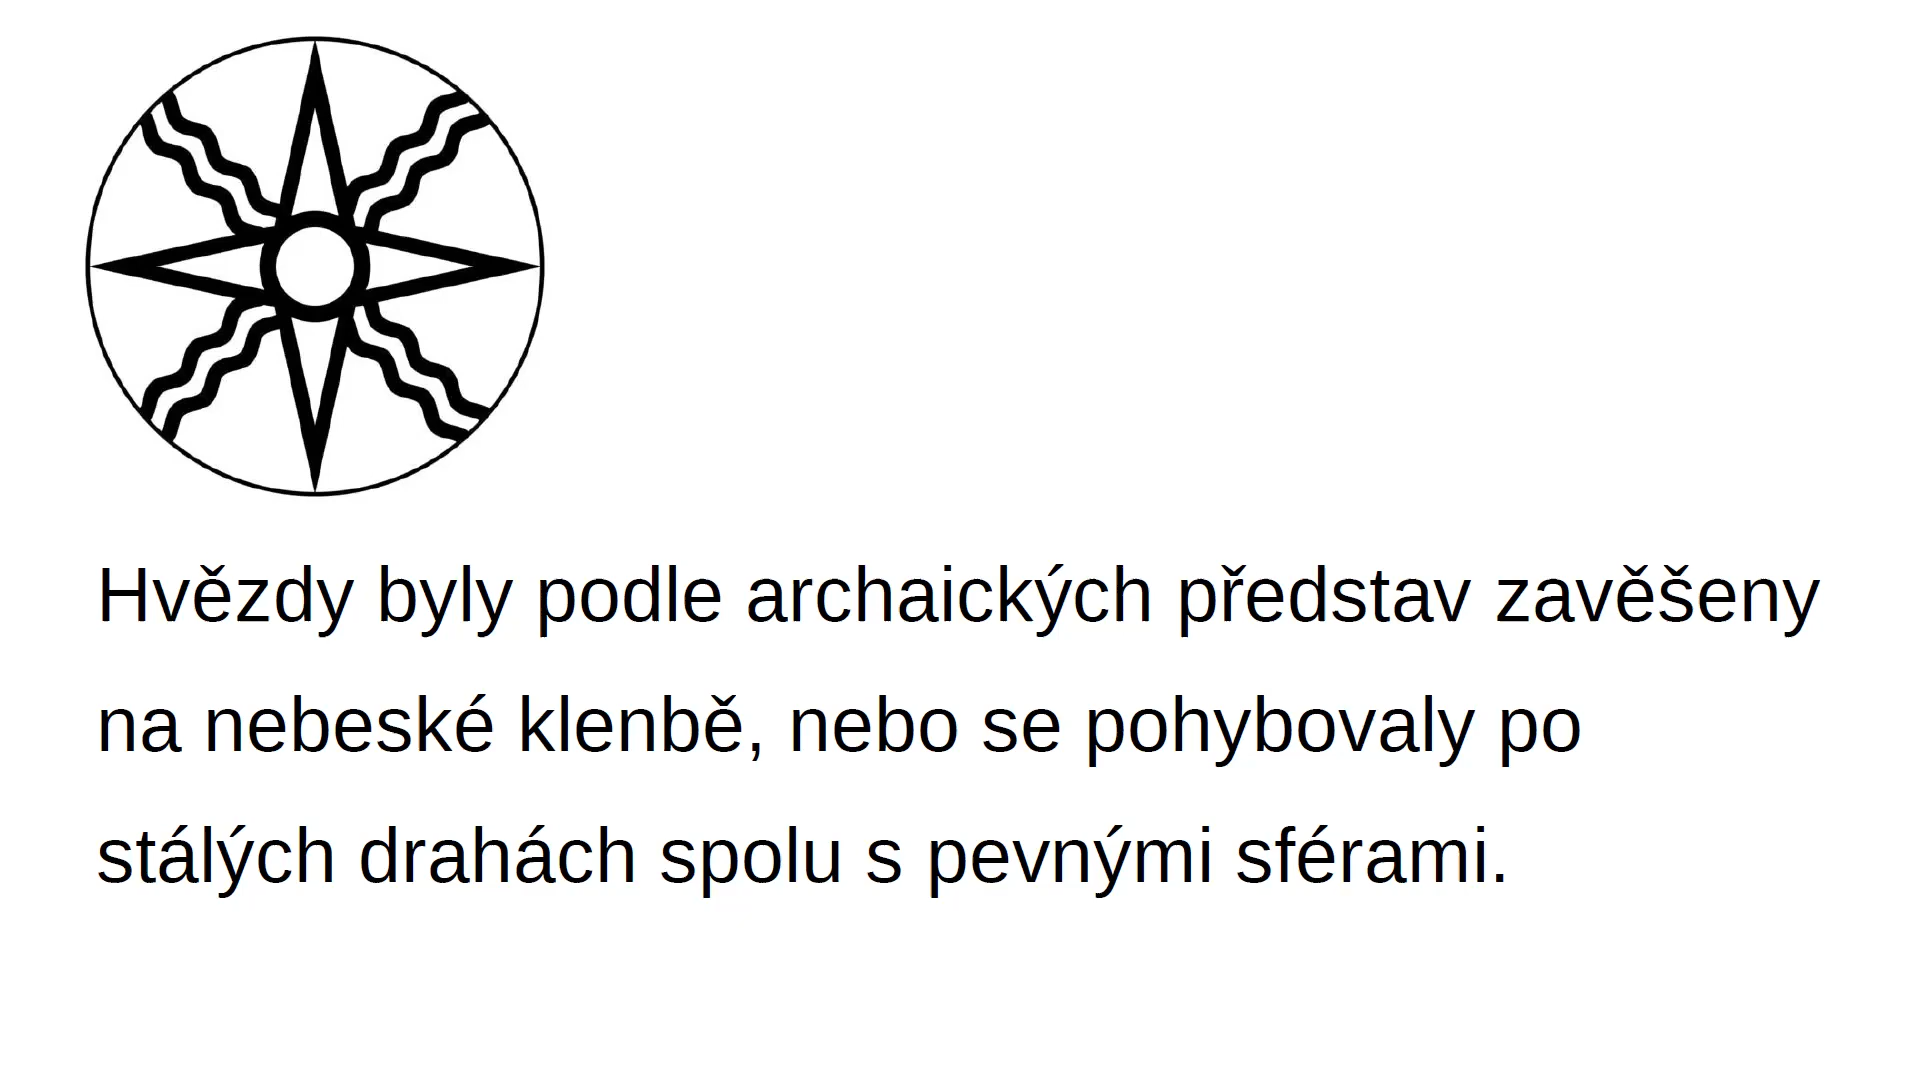 Hvězdy byly podle archaických představ zavěšeny
na nebeské klenbě, nebo se pohybovaly po
stálých drahách spolu s pevnými sférami.